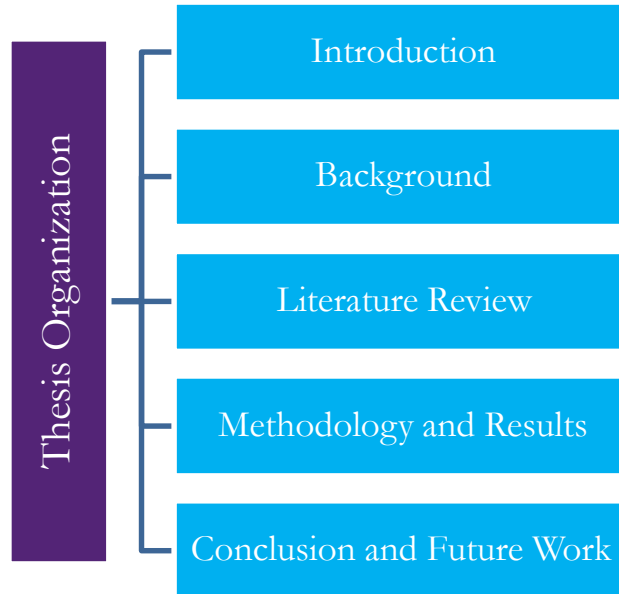 Thesis Organization
Introduction
Background
Literature Review
Methodology and Results
Conclusion and Future Work